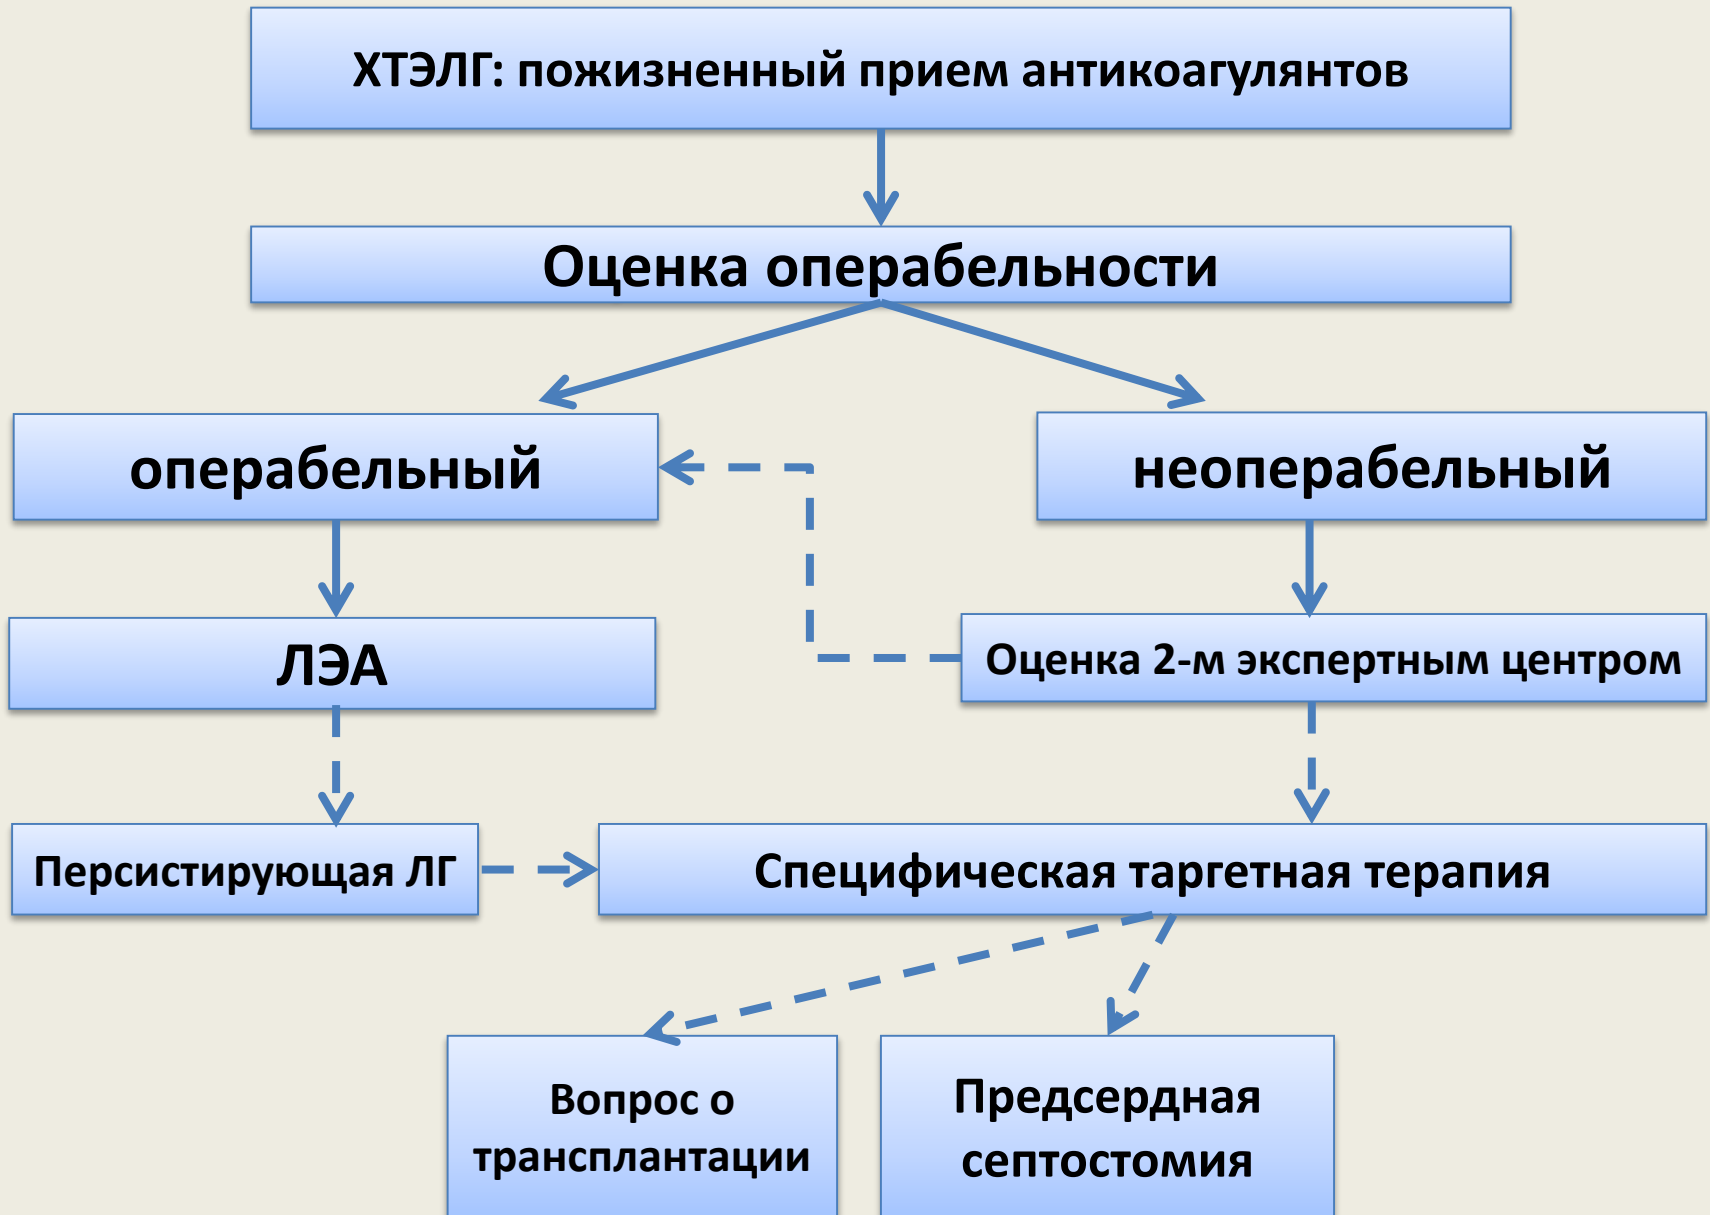 ХТЭЛГ: пожизненный прием антикоагулянтов
Оценка операбельности
операбельный
неоперабельный
ЛЭА
Оценка 2-м экспертным центром
Персистирующая ЛГ
Специфическая таргетная терапия
Вопрос о
трансплантации
Предсердная
септостомия